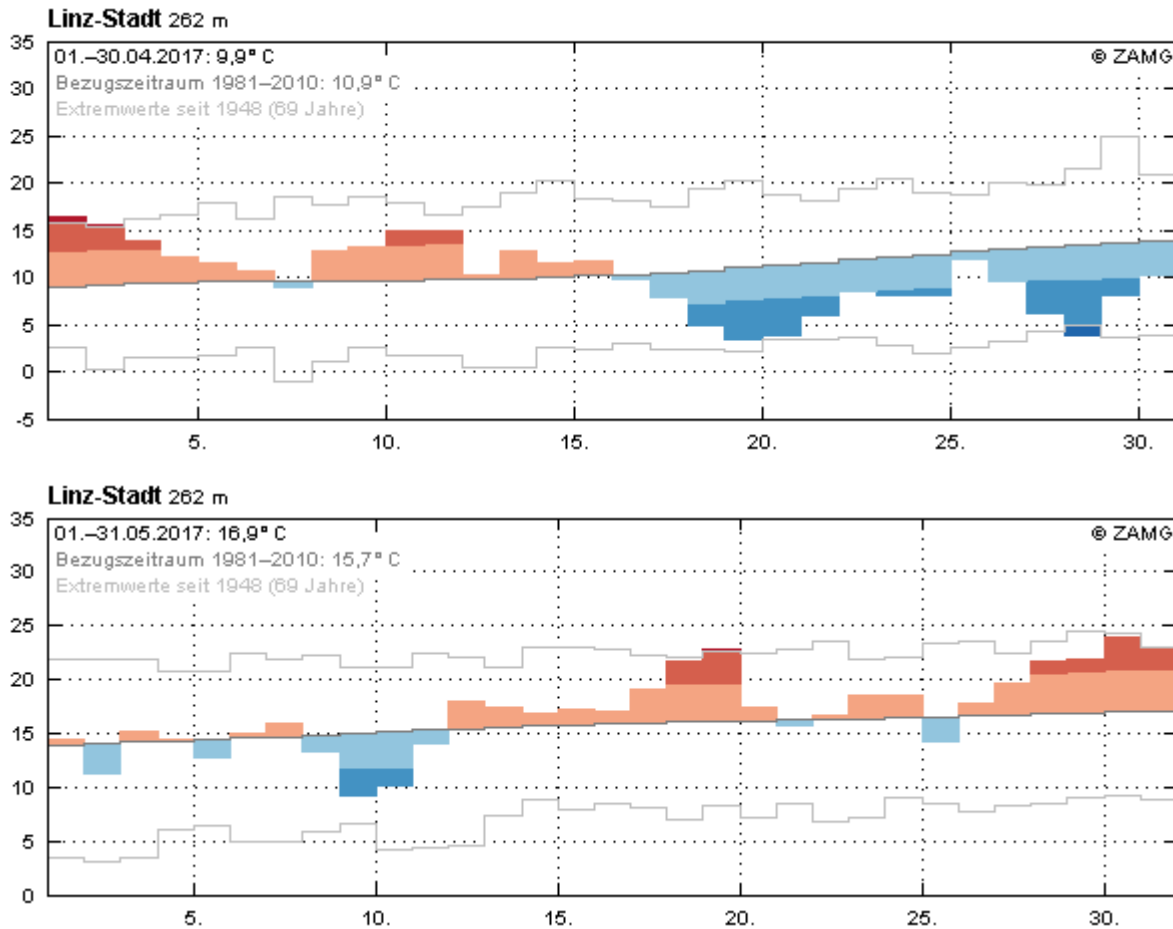 Linz-Stadt 262 m
35
01.–30.04.2017: 9,9° C
© ZAMG
Bezugszeitraum 1981–2010: 10,9° C
30
Extremwerte seit 1948 (69 Jahre)
25
20
15
10
5
0
-5
5. 10. 15. 20. 25. 30.
Linz-Stadt 262 m
35
01.–31.05.2017: 16,9° C
© ZAMG
Bezugszeitraum 1981–2010: 15,7° C
30
Extremwerte seit 1948 (69 Jahre)
25
20
15
10
5
0
5. 10. 15. 20. 25. 30.